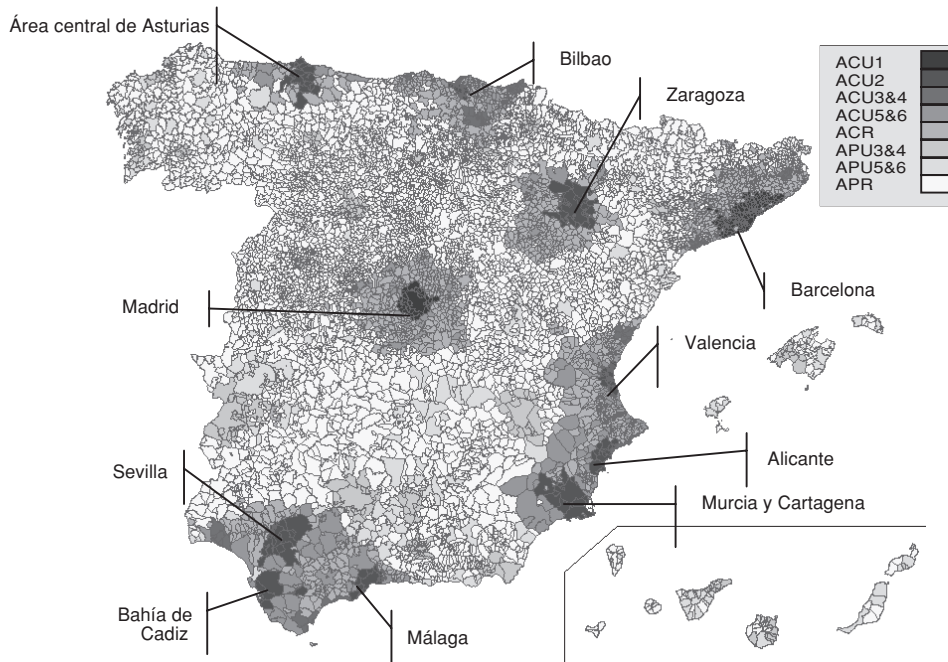 Área central de Asturias
Bilbao
Zaragoza
ACU1
ACU2
ACU3&4
ACU5&6
ACR
APU3&4
APU5&6
APR
Madrid
Barcelona
Valencia
Sevilla
Alicante
Murcia y Cartagena
Bahía de
Cadiz
Málaga